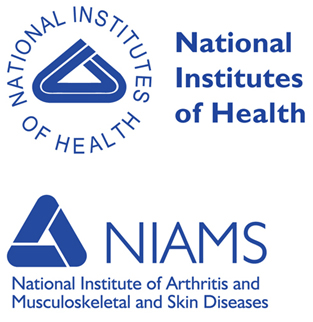 NATIONAL INSTITUTES
OF HEALTH
National
Institutes
of Health
NIAMS
National Institute of Arthritis and
Musculoskeletal and Skin Diseases